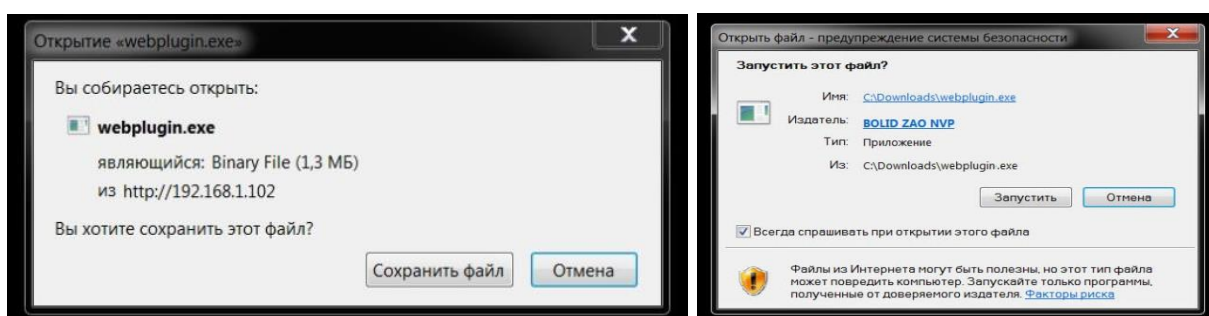 Открытие «webplugin.exe»
Вы собираетесь открыть:
webplugin.exe
являющийся: Binary File (1,3 МБ)
из http://192.168.1.102
Вы хотите сохранить этот файл?
Сохранить файл Отмена
Открыть файл - предупреждение системы безопасности
Запустить этот файл?
Имя: C:\Downloads\webplugin.exe
Издатель: BOLID ZAO NVP
Тип: Приложение
Из: C:\Downloads\webplugin.exe
Запустить Отмена
Всегда спрашивать при открытии этого файла
Файлы из Интернета могут быть полезны, но этот тип файла
может повредить компьютер. Запускайте только программы,
полученные от доверяемого издателя. Факторы риска